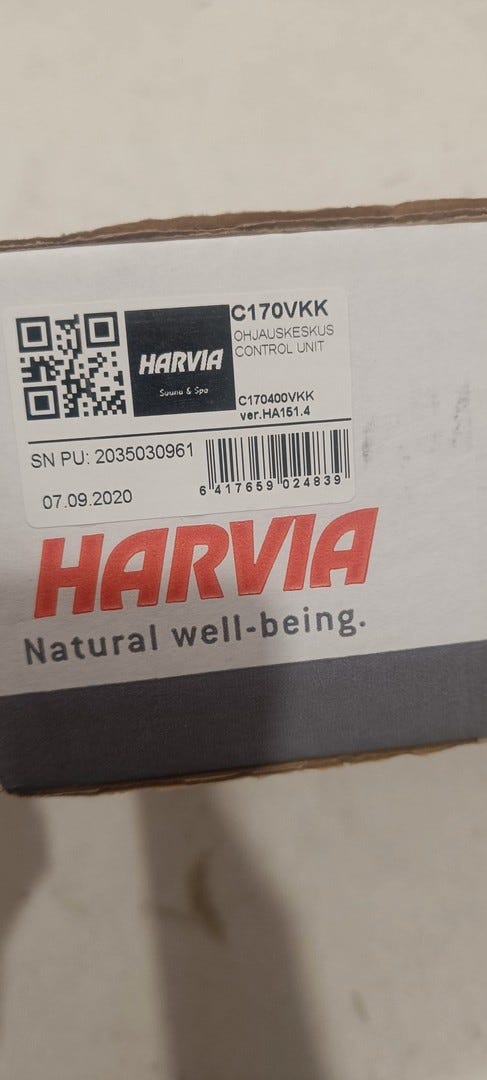 C170VKK
OHJAUSKESKUS
CONTROL UNIT
HARVIA
Sauna & Spa
C170400VKK
ver.HA151.4
SN PU: 2035030961
07.09.2020
6 417659 024839
HARVIA
Natural well-being.